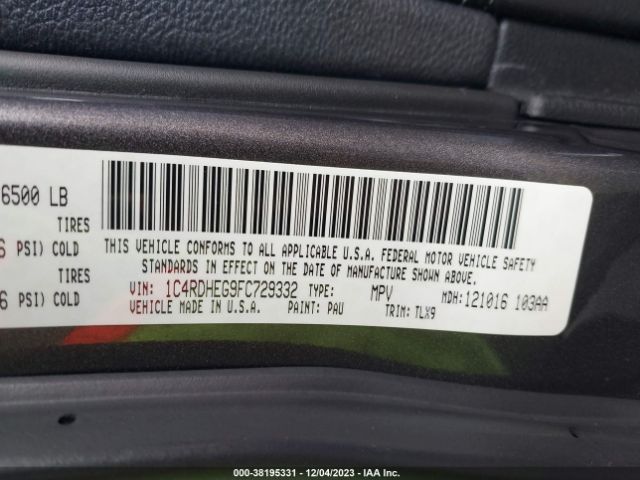 6500 LB
TIRES
PSI) COLD
TIRES
PSI) COLD
THIS VEHICLE CONFORMS TO ALL APPLICABLE U.S.A. FEDERAL MOTOR VEHICLE SAFETY
STANDARDS IN EFFECT ON THE DATE OF MANUFACTURE SHOWN ABOVE.
VIN: 1C4RDHEG9FC729332 TYPE: MPV MDH: 121016 103AA
VEHICLE MADE IN U.S.A. PAINT: PAU TRIM: TLX9
000-38195331 - 12/04/2023 - IAA Inc.